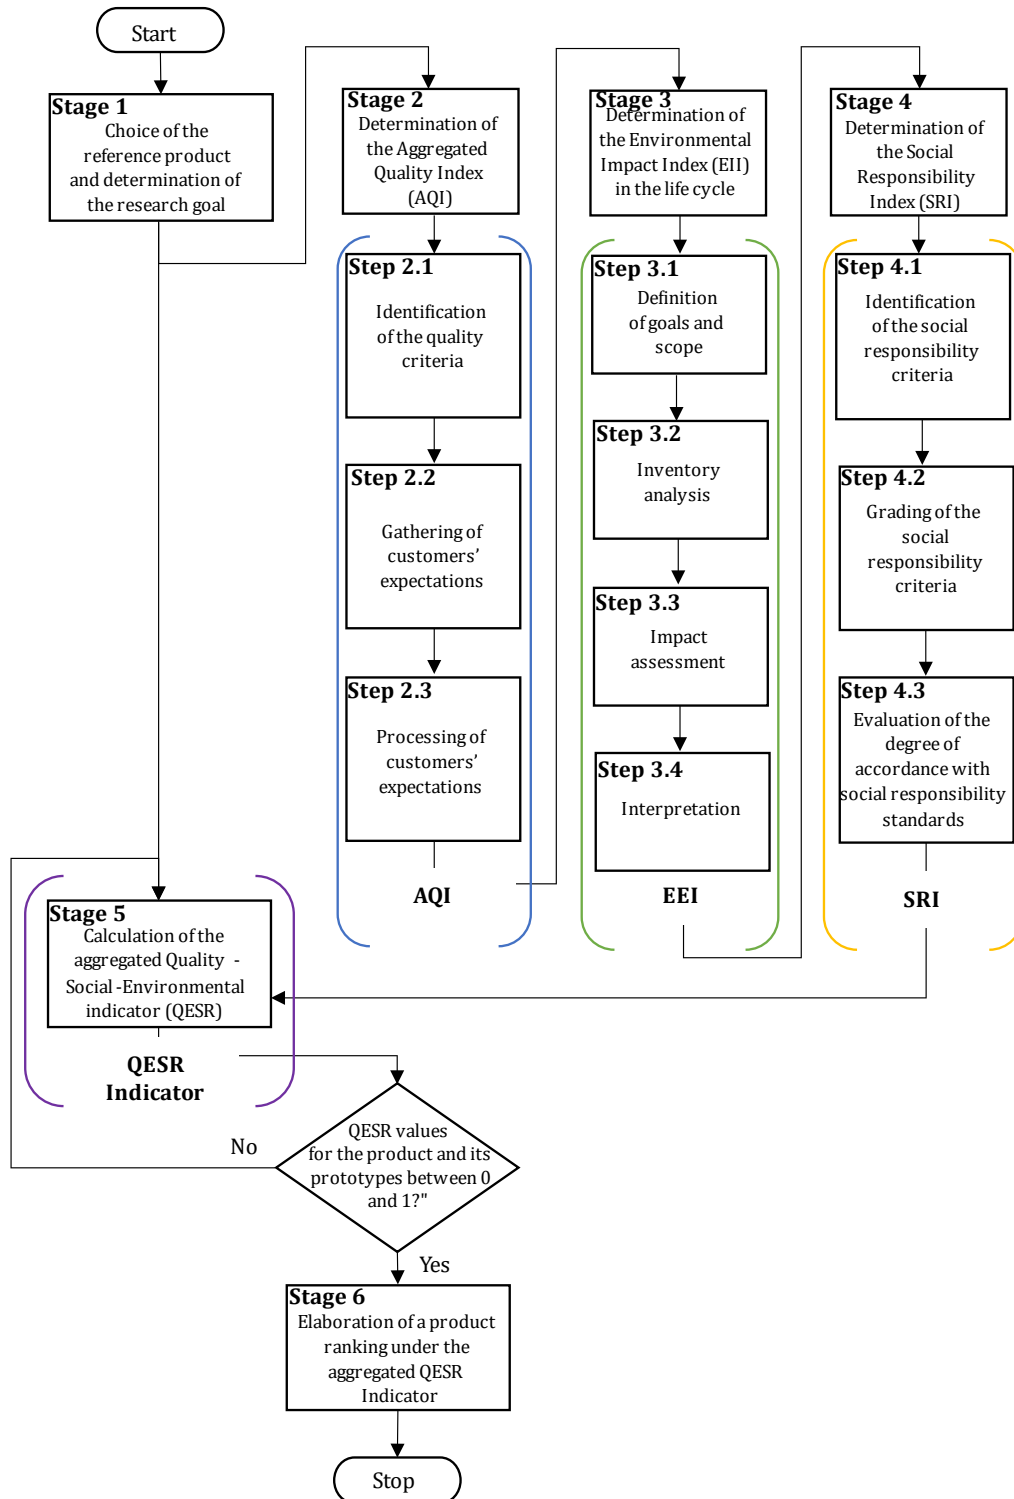 Start
Stage 1
Choice of the
reference product
and determination of
the research goal
Stage 2
Determination of
the Aggregated
Quality Index
(AQI)
Step 2.1
Identification
of the quality
criteria
Step 2.2
Gathering of
customers’
expectations
Step 2.3
Processing of
customers’
expectations
AQI
Stage 3
Determination of
the Environmental
Impact Index (EII)
in the life cycle
Step 3.1
Definition
of goals and
scope
Step 3.2
Inventory
analysis
Step 3.3
Impact
assessment
Step 3.4
Interpretation
EEI
Stage 4
Determination of
the Social
Responsibility
Index (SRI)
Step 4.1
Identification
of the social
responsibility
criteria
Step 4.2
Grading of the
social
responsibility
criteria
Step 4.3
Evaluation of the
degree of
accordance with
social responsibility
standards
SRI
Stage 5
Calculation of the
aggregated Quality -
Social-Environmental
indicator (QESR)
QESR
Indicator
QESR values
for the product and its
prototypes between 0
and 1?"
No
Yes
Stage 6
Elaboration of a product
ranking under the
aggregated QESR
Indicator
Stop